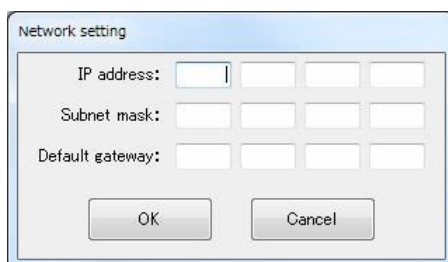 Network setting
IP address:
Subnet mask:
Default gateway:
OK
Cancel